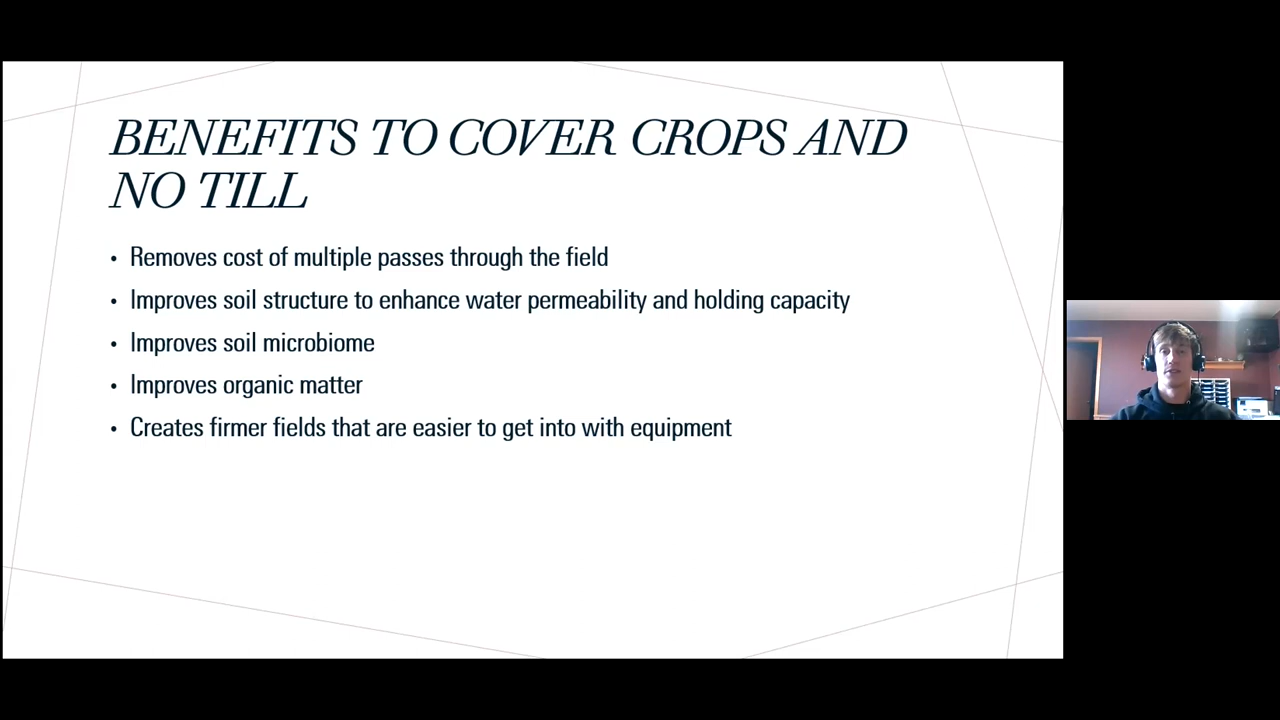 BENEFITS TO COVER CROPS AND
NO TILL
• Removes cost of multiple passes through the field
• Improves soil structure to enhance water permeability and holding capacity
• Improves soil microbiome
• Improves organic matter
• Creates firmer fields that are easier to get into with equipment